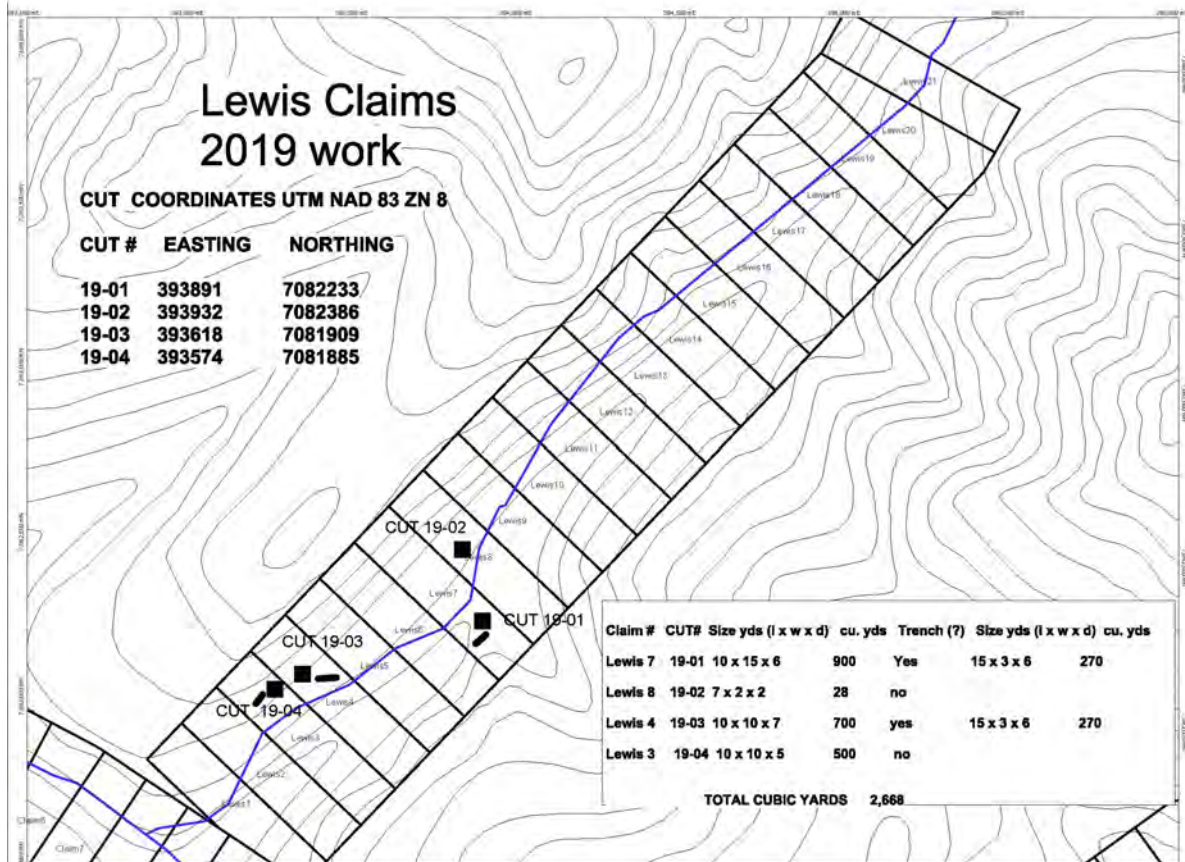 Lewis Claims
2019 work
CUT COORDINATES UTM NAD 83 ZN 8
CUT # EASTING NORTHING
19-01 393891 7082233
19-02 393932 7082386
19-03 393618 7081909
19-04 393574 7081885
Lewis21
Lewis20
Lewis19
Lewis18
Lewis17
Lewis16
Lewis15
Lewis14
Lewis13
Lewis12
Lewis11
Lewis10
Lewis9
CUT 19-02
Lewis8
Lewis7
CUT 19-01
Lewis6
CUT 19-03
Lewis5
Lewis4
CUT 19-04
Lewis3
Lewis2
Lewis1
Claim7
Claim # CUT# Size yds (l x w x d) cu. yds Trench (?) Size yds (l x w x d) cu. yds
Lewis 7 19-01 10 x 15 x 6 900 Yes 15 x 3 x 6 270
Lewis 8 19-02 7 x 2 x 2 28 no
Lewis 4 19-03 10 x 10 x 7 700 yes 15 x 3 x 6 270
Lewis 3 19-04 10 x 10 x 5 500 no
TOTAL CUBIC YARDS 2,668